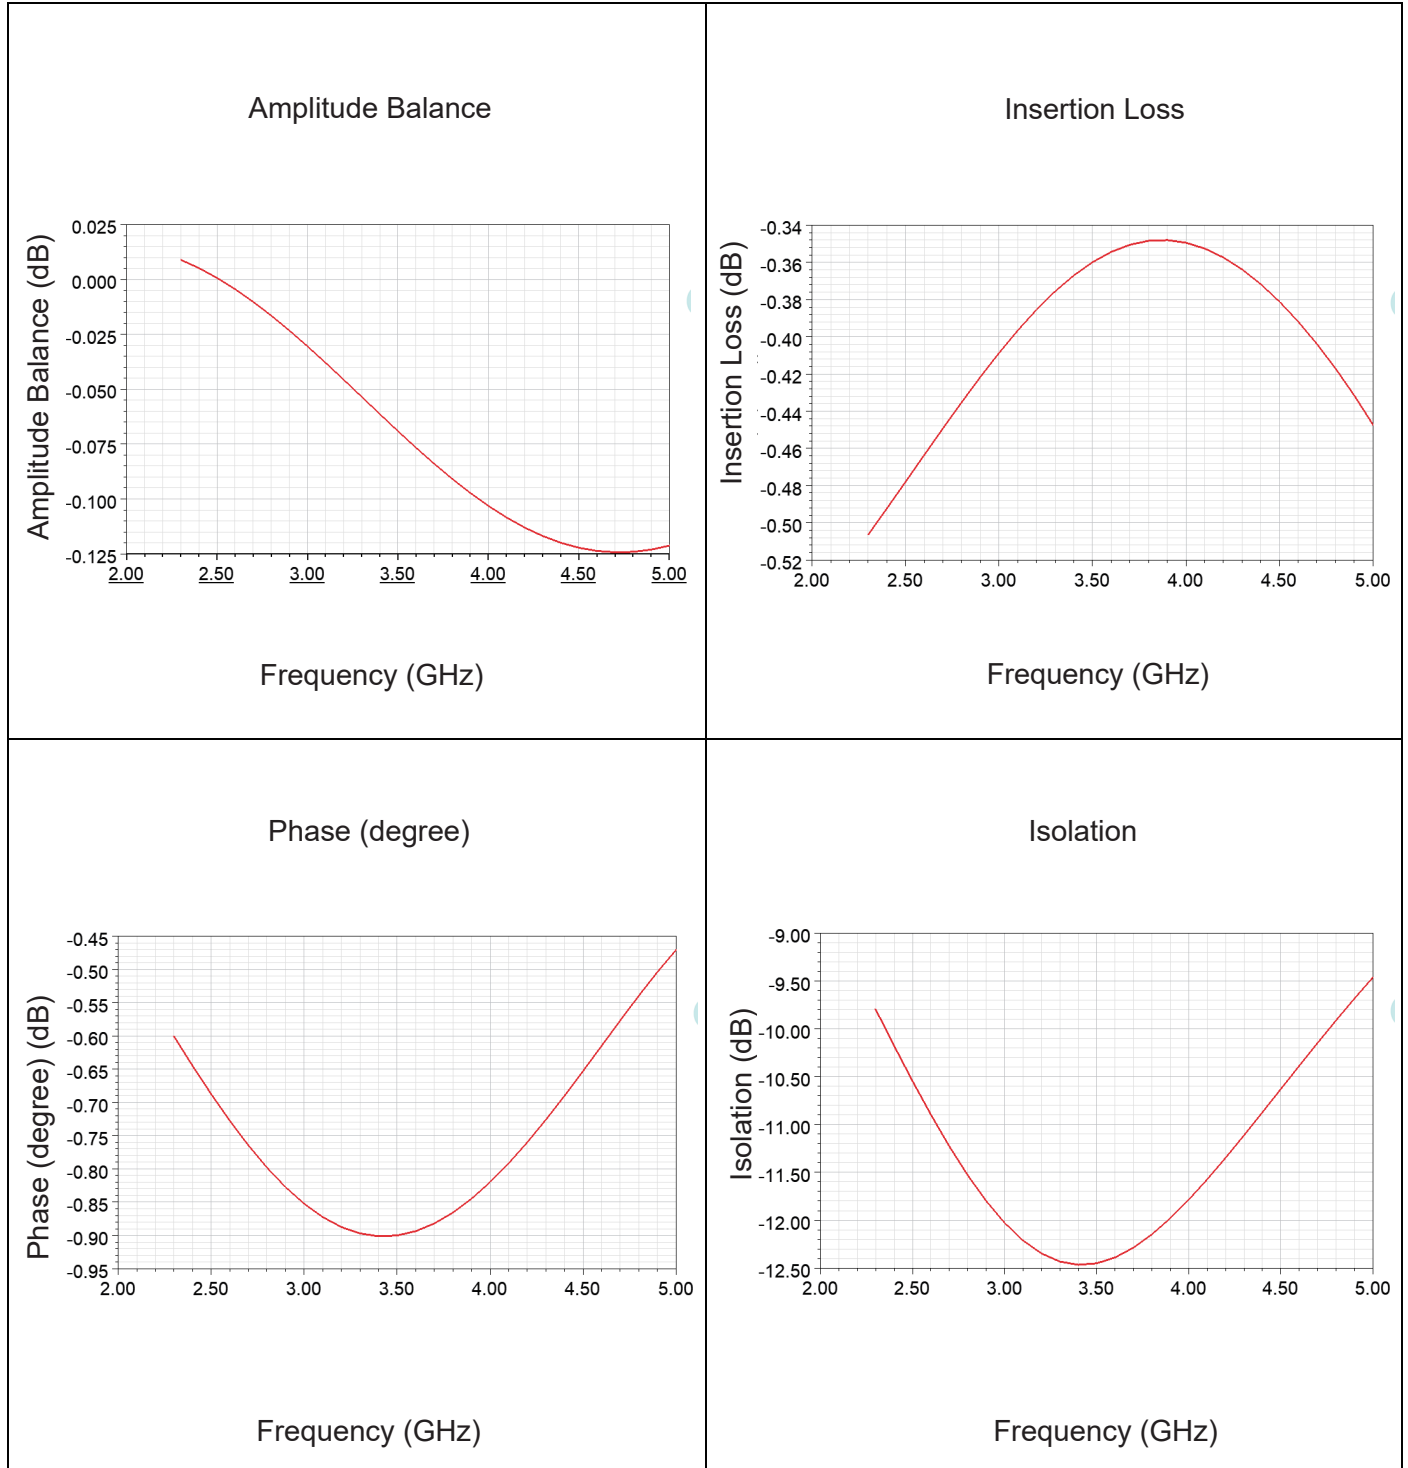 Amplitude Balance
Amplitude Balance (dB)
0.025
0.000
-0.025
-0.050
-0.075
-0.100
-0.125
2.00 2.50 3.00 3.50 4.00 4.50 5.00
Frequency (GHz)
Insertion Loss
Insertion Loss (dB)
-0.34
-0.36
-0.38
-0.40
-0.42
-0.44
-0.46
-0.48
-0.50
-0.52
2.00 2.50 3.00 3.50 4.00 4.50 5.00
Frequency (GHz)
Phase (degree)
Phase (degree) (dB)
-0.45
-0.50
-0.55
-0.60
-0.65
-0.70
-0.75
-0.80
-0.85
-0.90
-0.95
2.00 2.50 3.00 3.50 4.00 4.50 5.00
Frequency (GHz)
Isolation
Isolation (dB)
-9.00
-9.50
-10.00
-10.50
-11.00
-11.50
-12.00
-12.50
2.00 2.50 3.00 3.50 4.00 4.50 5.00
Frequency (GHz)